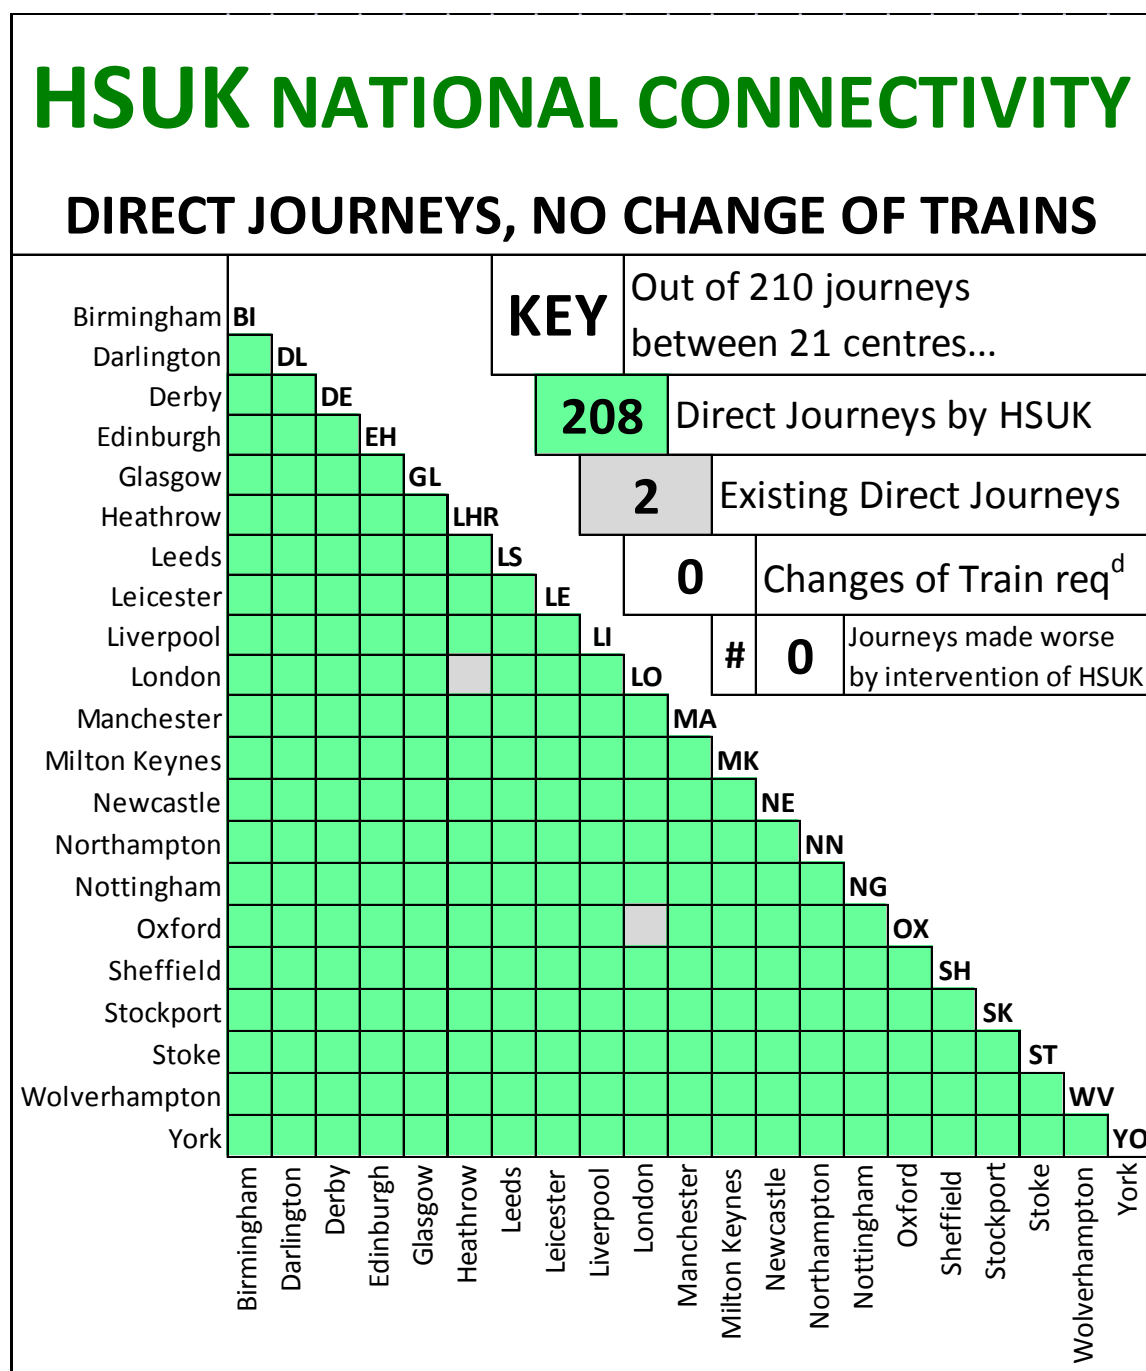 HSUK NATIONAL CONNECTIVITY
DIRECT JOURNEYS, NO CHANGE OF TRAINS
KEY
Out of 210 journeys
between 21 centres...
208 Direct Journeys by HSUK
2 Existing Direct Journeys
0 Changes of Train reqd
# 0 Journeys made worse
by intervention of HSUK
Birmingham BI
Darlington DL
Derby DE
Edinburgh EH
Glasgow GL
Heathrow LHR
Leeds LS
Leicester LE
Liverpool LI
London LO
Manchester MA
Milton Keynes MK
Newcastle NE
Northampton NN
Nottingham NG
Oxford OX
Sheffield SH
Stockport SK
Stoke ST
Wolverhampton WV
York YO
Birmingham
Darlington
Derby
Edinburgh
Glasgow
Heathrow
Leeds
Leicester
Liverpool
London
Manchester
Milton Keynes
Newcastle
Northampton
Nottingham
Oxford
Sheffield
Stockport
Stoke
Wolverhampton
York